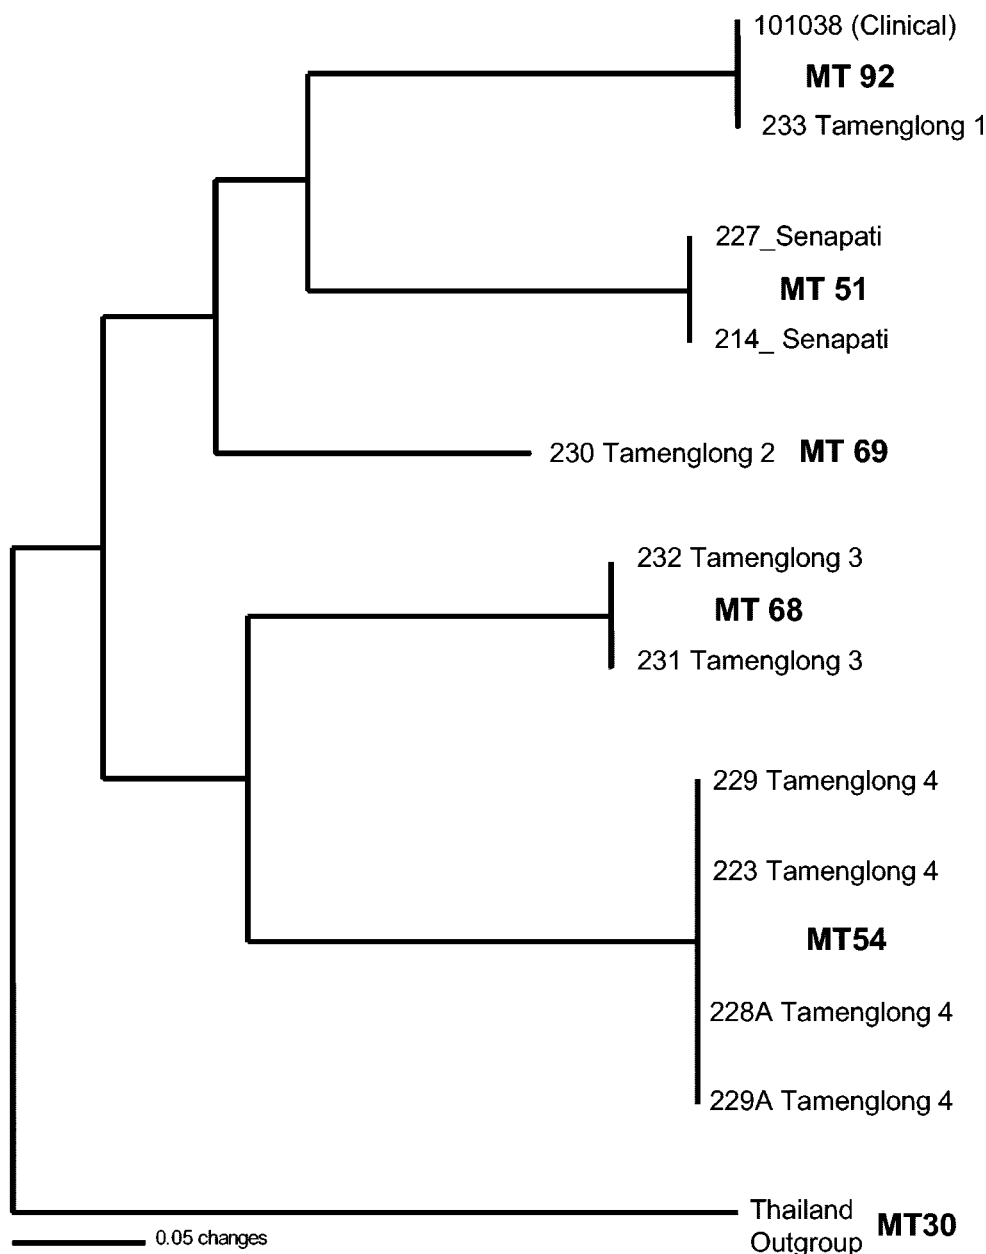 101038 (Clinical)
MT 92
233 Tamenglong 1
227_Senapati
MT 51
214_ Senapati
230 Tamenglong 2 MT 69
232 Tamenglong 3
MT 68
231 Tamenglong 3
229 Tamenglong 4
223 Tamenglong 4
MT54
228A Tamenglong 4
229A Tamenglong 4
Thailand
Outgroup MT30
0.05 changes